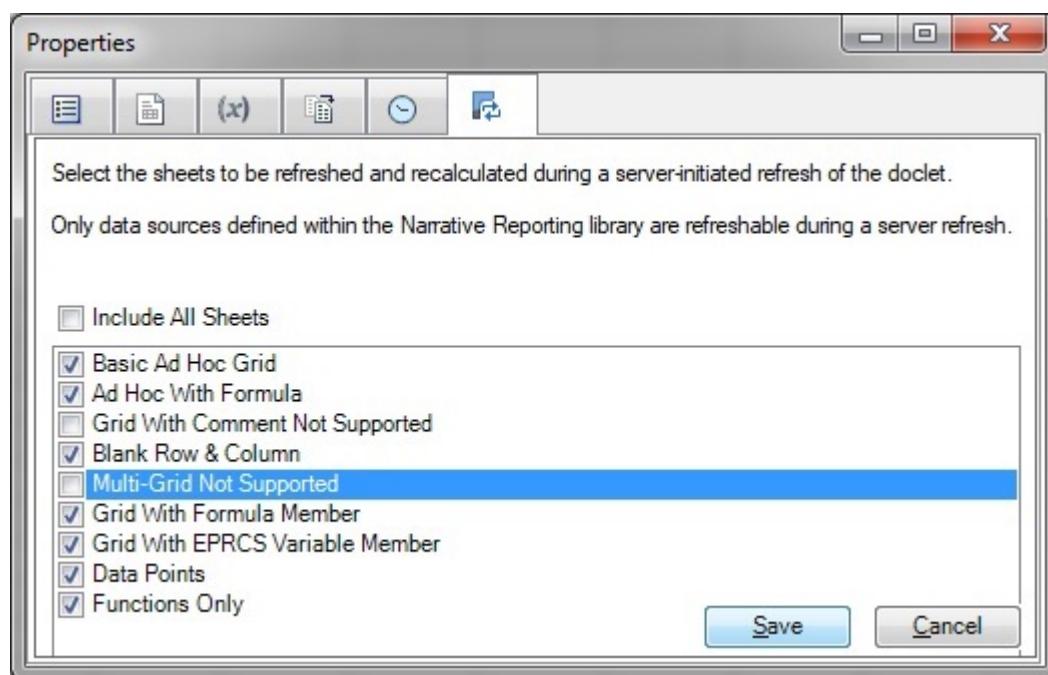 Properties
(x)
Select the sheets to be refreshed and recalculated during a server-initiated refresh of the doclet.
Only data sources defined within the Narrative Reporting library are refreshable during a server refresh.
Include All Sheets
Basic Ad Hoc Grid
Ad Hoc With Formula
Grid With Comment Not Supported
Blank Row & Column
Multi-Grid Not Supported
Grid With Formula Member
Grid With EPRCS Variable Member
Data Points
Functions Only
Save Cancel